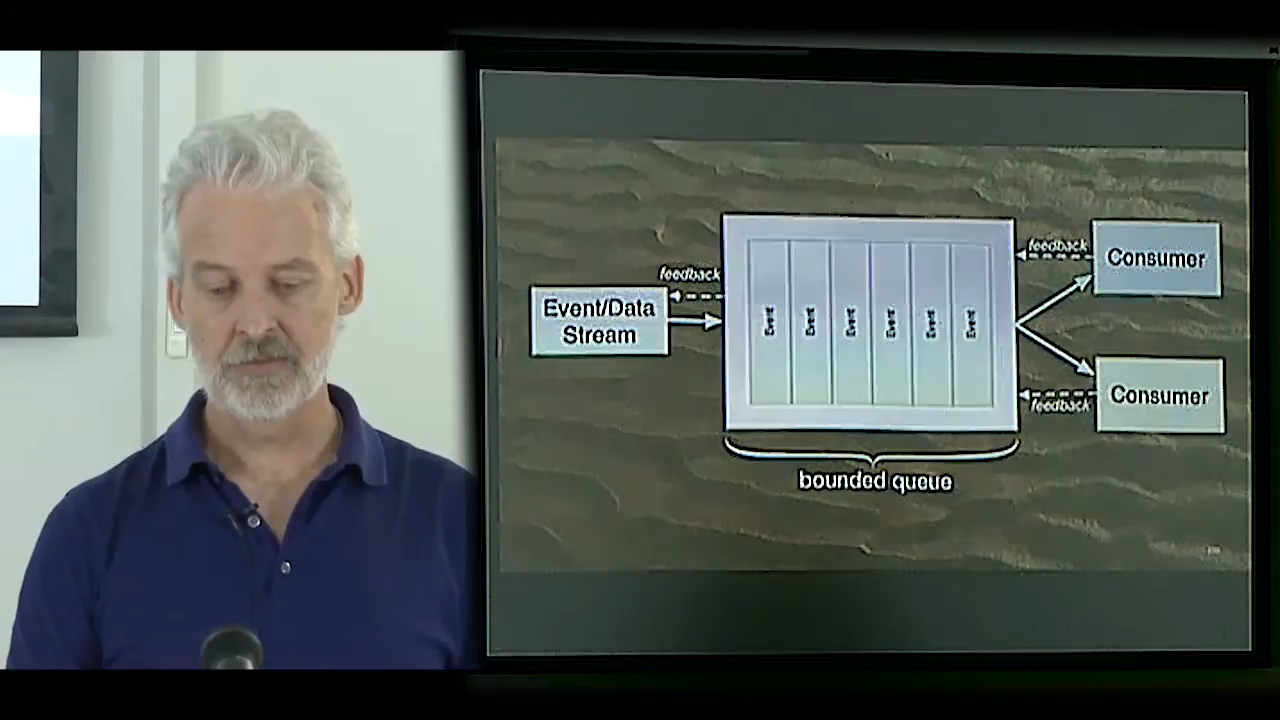 feedback
Event/Data
Stream
Event
Event
Event
Event
Event
Event
bounded queue
feedback
Consumer
Consumer
feedback